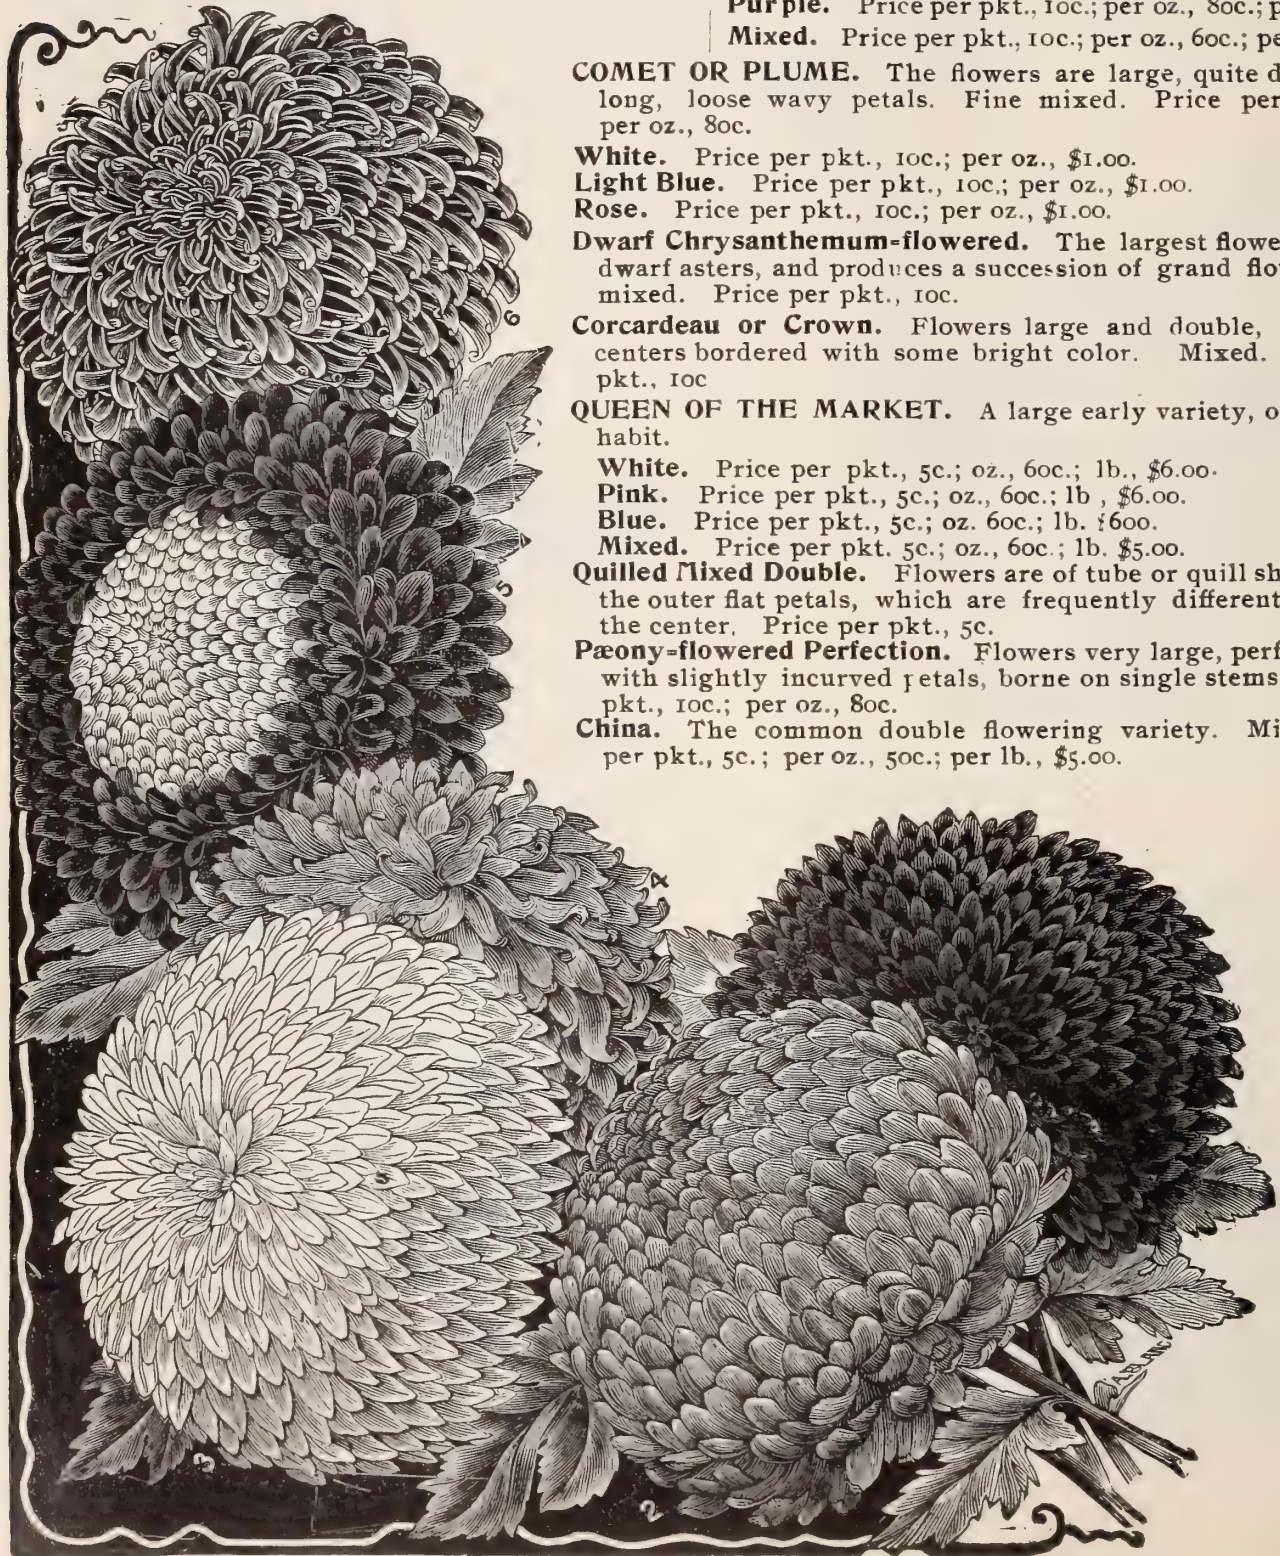 Purple. Price per pkt., 10c.; per oz., 80c.; p
Mixed. Price per pkt., 10c.; per oz., 60c.; pe
COMET OR PLUME. The flowers are large, quite d
long, loose wavy petals. Fine mixed. Price per
per oz., 80c.
White. Price per pkt., 10c.; per oz., $1.00.
Light Blue. Price per pkt., 10c.; per oz., $1.00.
Rose. Price per pkt., 10c.; per oz., $1.00.
Dwarf Chrysanthemum=flowered. The largest flowe
dwarf asters, and produces a succession of grand flo
mixed. Price per pkt., 10c.
Corcardeau or Crown. Flowers large and double,
centers bordered with some bright color. Mixed.
pkt., 10c
QUEEN OF THE MARKET. A large early variety, o
habit.
White. Price per pkt., 5c.; oz., 60c.; lb., $6.00.
Pink. Price per pkt., 5c.; oz., 60c.; lb , $6.00.
Blue. Price per pkt., 5c.; oz. 60c.; lb. $600.
Mixed. Price per pkt. 5c.; oz., 60c.; lb. $5.00.
Quilled Mixed Double. Flowers are of tube or quill sh
the outer flat petals, which are frequently different
the center. Price per pkt., 5c.
Pæony=flowered Perfection. Flowers very large, perf
with slightly incurved petals, borne on single stems
pkt., 10c.; per oz., 80c.
China. The common double flowering variety. Mi
per pkt., 5c.; per oz., 50c.; per lb., $5.00.
6
5
4
3
2
A. BLANC